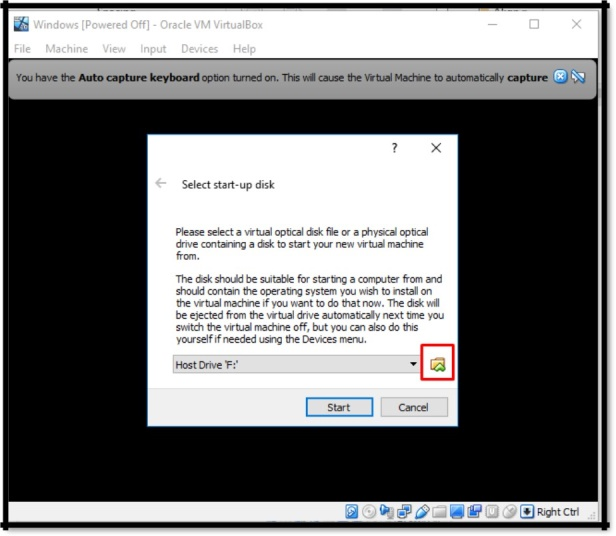 Windows [Powered Off] - Oracle VM VirtualBox
File Machine View Input Devices Help
You have the Auto capture keyboard option turned on. This will cause the Virtual Machine to automatically capture
?
Select start-up disk
Please select a virtual optical disk file or a physical optical
drive containing a disk to start your new virtual machine
from.
The disk should be suitable for starting a computer from and
should contain the operating system you wish to install on
the virtual machine if you want to do that now. The disk will
be ejected from the virtual drive automatically next time you
switch the virtual machine off, but you can also do this
yourself if needed using the Devices menu.
Host Drive 'F:'
Start Cancel
Right Ctrl